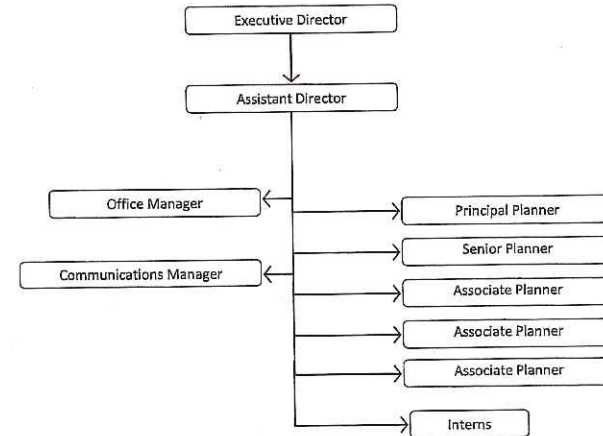 Executive Director
Assistant Director
Office Manager
Principal Planner
Senior Planner
Communications Manager
Associate Planner
Associate Planner
Associate Planner
Interns